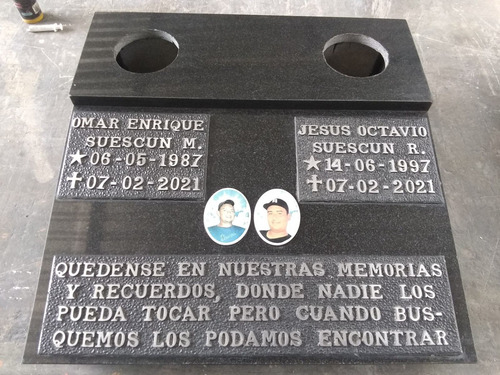 OMAR ENRIQUE
SUESCUN M.
★06-05-1987
✝07-02-2021
JESUS OCTAVIO
SUESCUN R.
★14-06-1997
✝07-02-2021
QUEDENSE EN NUESTRAS MEMORIAS
Y RECUERDOS, DONDE NADIE LOS
PUEDA TOCAR PERO CUANDO BUS-
QUEMOS LOS PODAMOS ENCONTRAR